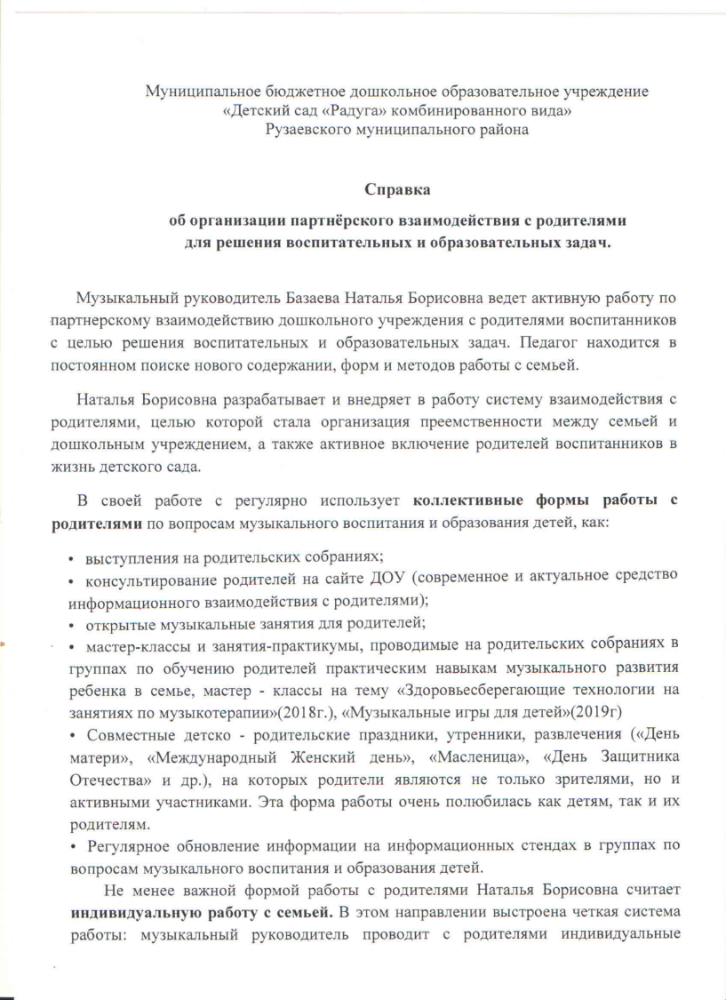 Муниципальное бюджетное дошкольное образовательное учреждение
«Детский сад «Радуга» комбинированного вида»
Рузаевского муниципального района
Справка
об организации партнёрского взаимодействия с родителями
для решения воспитательных и образовательных задач.
Музыкальный руководитель Базаева Наталья Борисовна ведет активную работу по
партнерскому взаимодействию дошкольного учреждения с родителями воспитанников
с целью решения воспитательных и образовательных задач. Педагог находится в
постоянном поиске нового содержании, форм и методов работы с семьей.
Наталья Борисовна разрабатывает и внедряет в работу систему взаимодействия с
родителями, целью которой стала организация преемственности между семьей и
дошкольным учреждением, а также активное включение родителей воспитанников в
жизнь детского сада.
В своей работе с регулярно использует коллективные формы работы с
родителями по вопросам музыкального воспитания и образования детей, как:
• выступления на родительских собраниях;
• консультирование родителей на сайте ДОУ (современное и актуальное средство
информационного взаимодействия с родителями);
• открытые музыкальные занятия для родителей;
• мастер-классы и занятия-практикумы, проводимые на родительских собраниях в
группах по обучению родителей практическим навыкам музыкального развития
ребенка в семье, мастер - классы на тему «Здоровьесберегающие технологии на
занятиях по музыкотерапии»(2018г.), «Музыкальные игры для детей»(2019г)
• Совместные детско - родительские праздники, утренники, развлечения («День
матери», «Международный Женский день», «Масленица», «День Защитника
Отечества» и др.), на которых родители являются не только зрителями, но и
активными участниками. Эта форма работы очень полюбилась как детям, так и их
родителям.
• Регулярное обновление информации на информационных стендах в группах по
вопросам музыкального воспитания и образования детей.
Не менее важной формой работы с родителями Наталья Борисовна считает
индивидуальную работу с семьей. В этом направлении выстроена четкая система
работы: музыкальный руководитель проводит с родителями индивидуальные